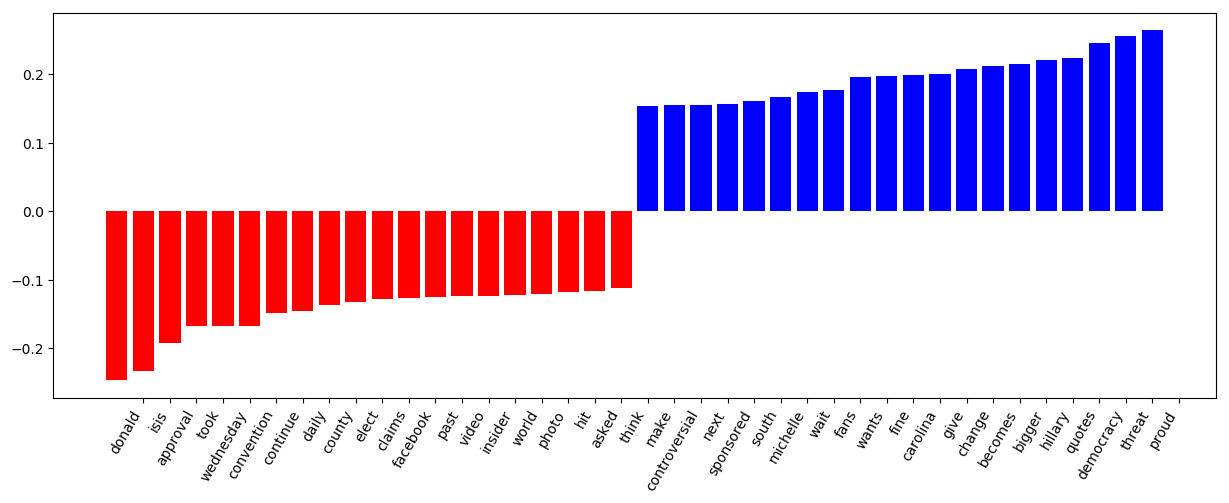 0.2
0.1
0.0
−0.1
−0.2
donald
isis
approval
took
wednesday
convention
continue
daily
county
elect
claims
facebook
past
video
insider
world
photo
hit
asked
think
make
controversial
next
sponsored
south
michelle
wait
fans
wants
fine
carolina
give
change
becomes
bigger
hillary
quotes
democracy
threat
proud